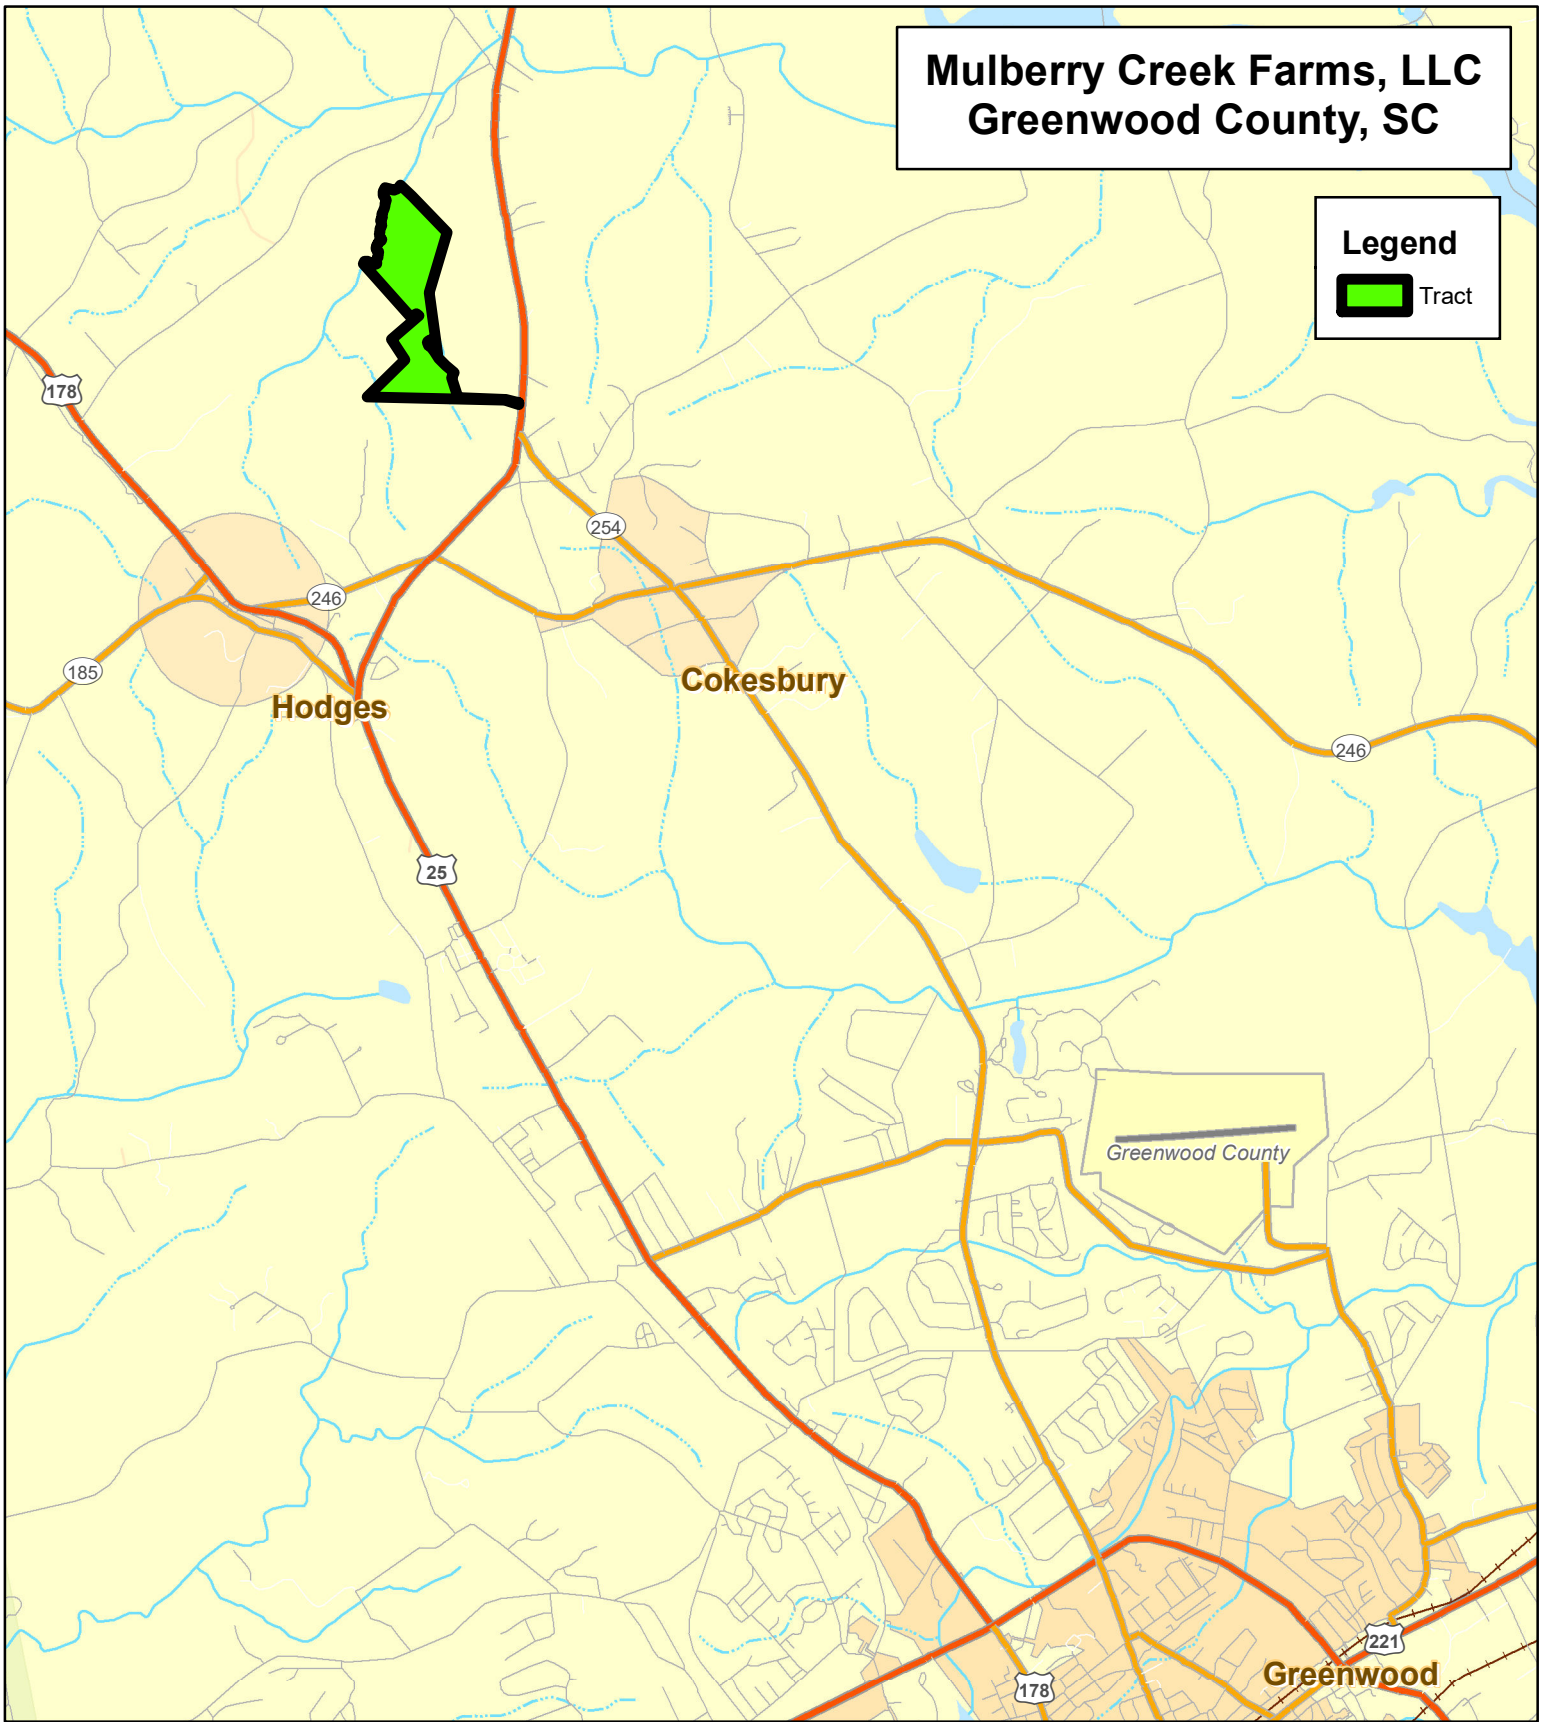 Mulberry Creek Farms, LLC
Greenwood County, SC
Legend
Tract
178
254
246
185
Hodges
Cokesbury
246
25
Greenwood County
221
Greenwood
178